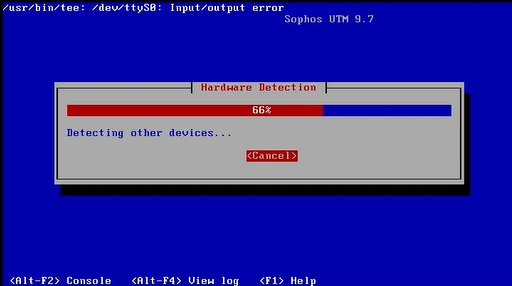 /usr/bin/tee: /dev/ttyS0: Input/output error
Sophos UTM 9.7
Hardware Detection
66%
Detecting other devices...
<Cancel>
<Alt-F2> Console <Alt-F4> View log <F1> Help